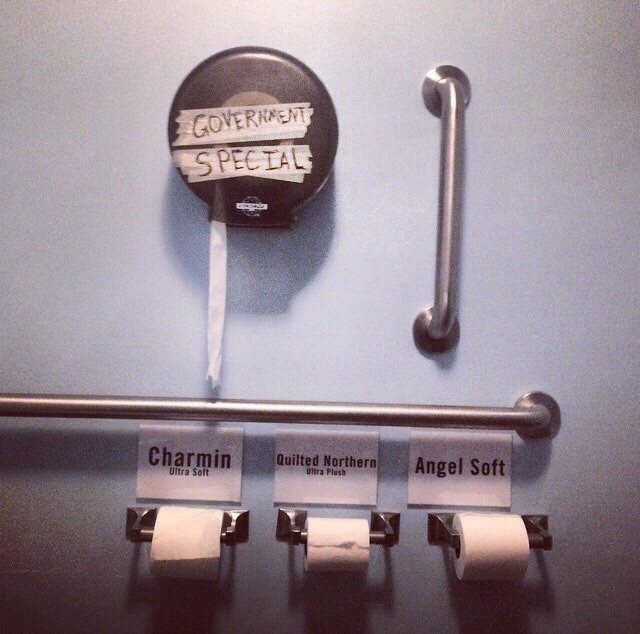 GOVERNMENT
SPECIAL
Charmin
Ultra Soft
Quilted Northern
Ultra Plush
Angel Soft